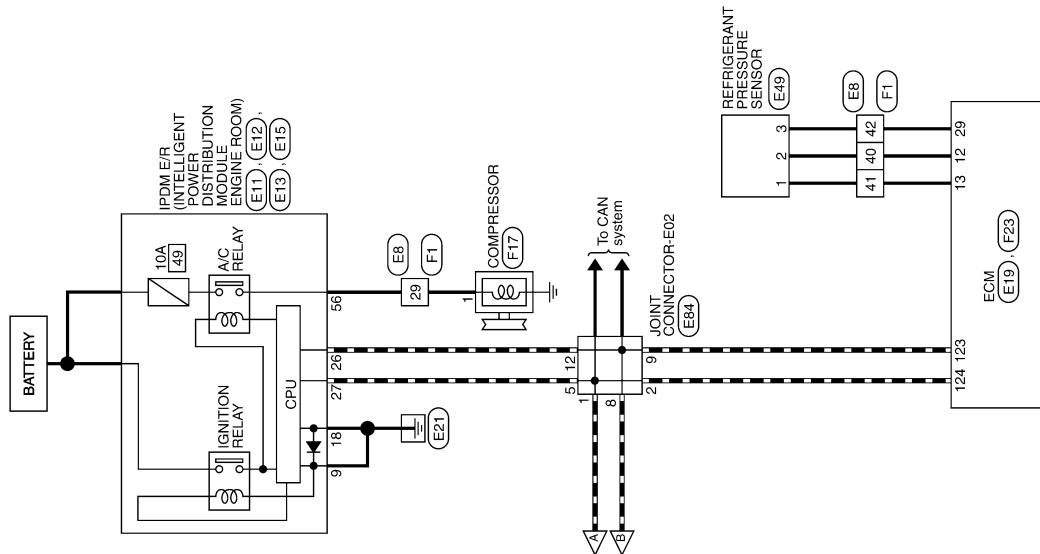 BATTERY
IPDM E/R
(INTELLIGENT
POWER
DISTRIBUTION
MODULE
ENGINE ROOM)
E11 , E12 ,
E13 , E15
10A
49
A/C
RELAY
IGNITION
RELAY
CPU
9
18
27
26
56
E21
E8
F1
29
COMPRESSOR
F17
1
To CAN
system
JOINT
CONNECTOR-E02
E84
5
12
1
8
2
9
A
B
REFRIGERANT
PRESSURE
SENSOR
E49
1
2
3
E8
F1
41
40
42
13
12
29
ECM
E19 , F23
124
123